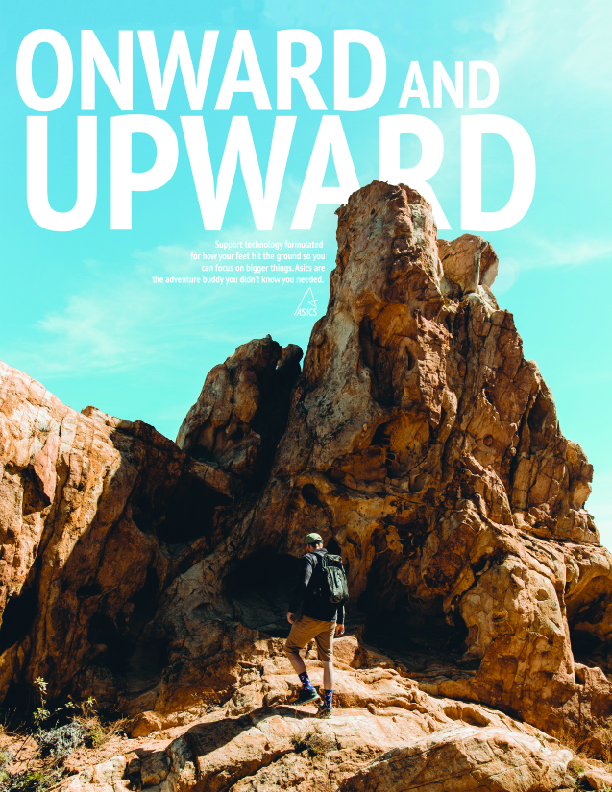 ONWARD AND
UPWARD
Support technology formulated
for how your feet hit the ground so you
can focus on bigger things. Asics are
the adventure buddy you didn't know you needed.
ASICS